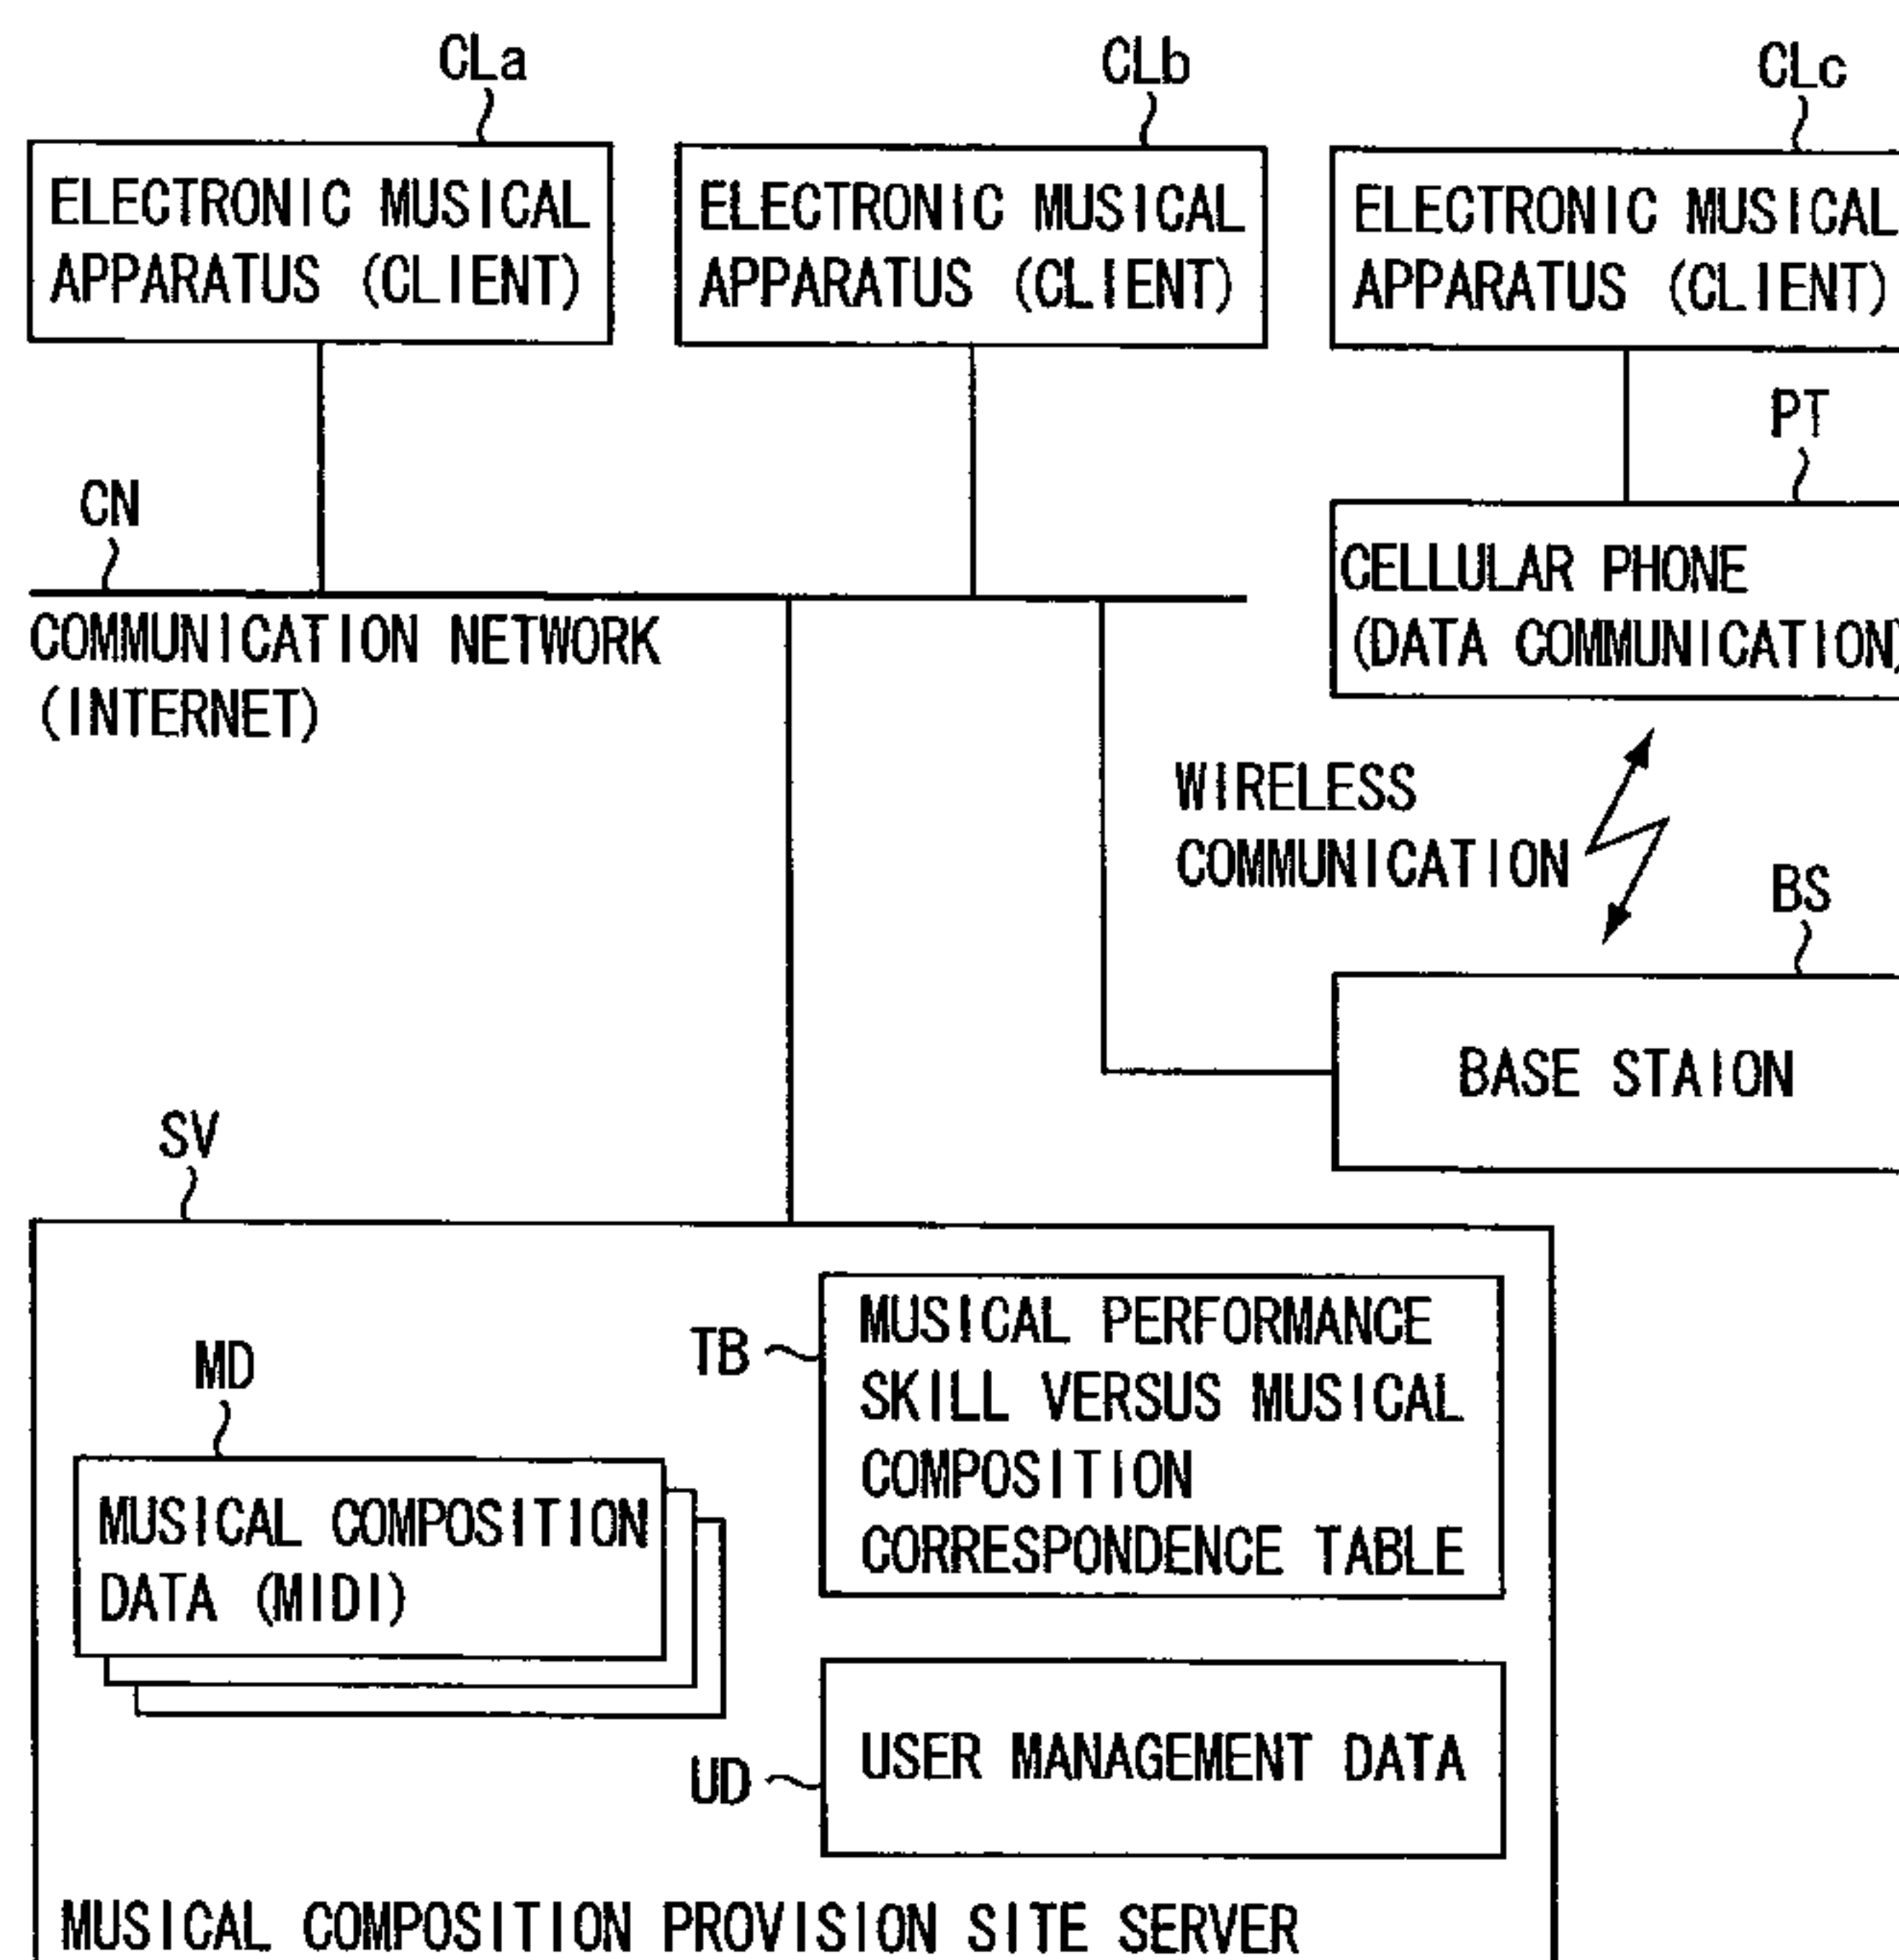 CLa
CLb
CLc
ELECTRONIC MUSICAL
APPARATUS (CLIENT)
ELECTRONIC MUSICAL
APPARATUS (CLIENT)
ELECTRONIC MUSICAL
APPARATUS (CLIENT)
PT
CELLULAR PHONE
(DATA COMMUNICATION)
CN
COMMUNICATION NETWORK
(INTERNET)
WIRELESS
COMMUNICATION
BS
BASE STAION
SV
MD
MUSICAL COMPOSITION
DATA (MIDI)
TB
MUSICAL PERFORMANCE
SKILL VERSUS MUSICAL
COMPOSITION
CORRESPONDENCE TABLE
UD
USER MANAGEMENT DATA
MUSICAL COMPOSITION PROVISION SITE SERVER